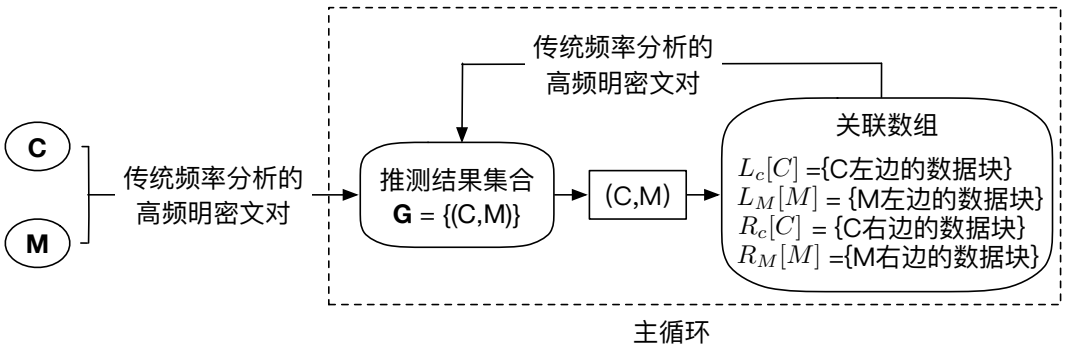 C
M
传统频率分析的
高频明密文对
传统频率分析的
高频明密文对
推测结果集合
G = {(C,M)}
(C,M)
关联数组
L_c[C] ={C左边的数据块}
L_M[M] = {M左边的数据块}
R_c[C] = {C右边的数据块}
R_M[M] ={M右边的数据块}
主循环